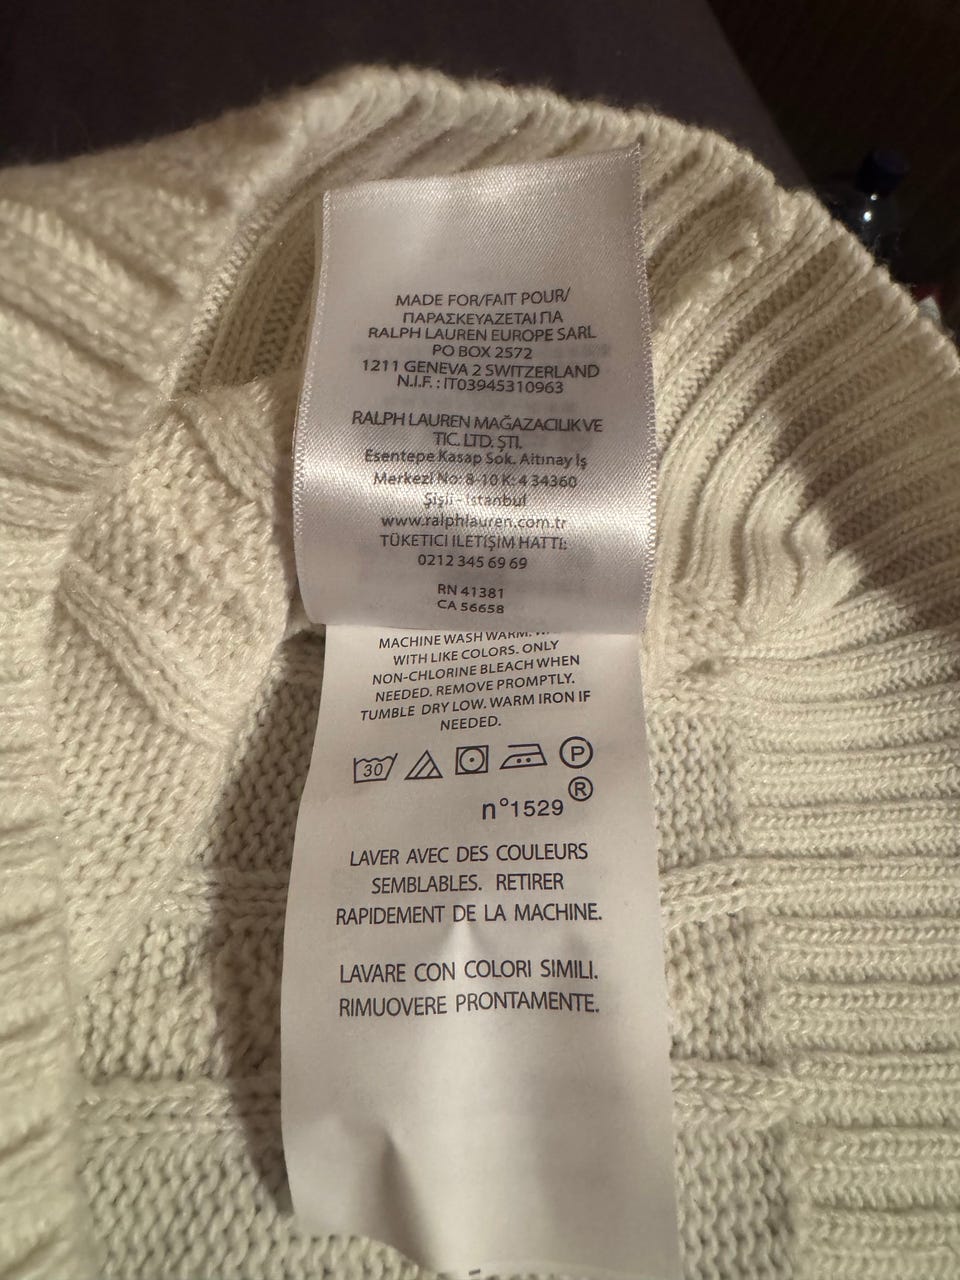 MADE FOR/FAIT POUR/
ΠΑΡΑΣΚΕΥΑΖΕΤΑΙ ΓΙΑ
RALPH LAUREN EUROPE SARL
PO BOX 2572
1211 GENEVA 2 SWITZERLAND
N.I.F. : IT03945310963
RALPH LAUREN MAĞAZACILIK VE
TIC. LTD. ŞTI.
Esentepe Kasap Sok. Altınay Iş
Merkezi No: 8-10 K: 4 34360
Şişli - Istanbul
www.ralphlauren.com.tr
TÜKETICI ILETIŞIM HATTI:
0212 345 69 69
RN 41381
CA 56658
MACHINE WASH WARM.
WITH LIKE COLORS. ONLY
NON-CHLORINE BLEACH WHEN
NEEDED. REMOVE PROMPTLY.
TUMBLE DRY LOW. WARM IRON IF
NEEDED.
30 P
n°1529 ®
LAVER AVEC DES COULEURS
SEMBLABLES. RETIRER
RAPIDEMENT DE LA MACHINE.
LAVARE CON COLORI SIMILI.
RIMUOVERE PRONTAMENTE.